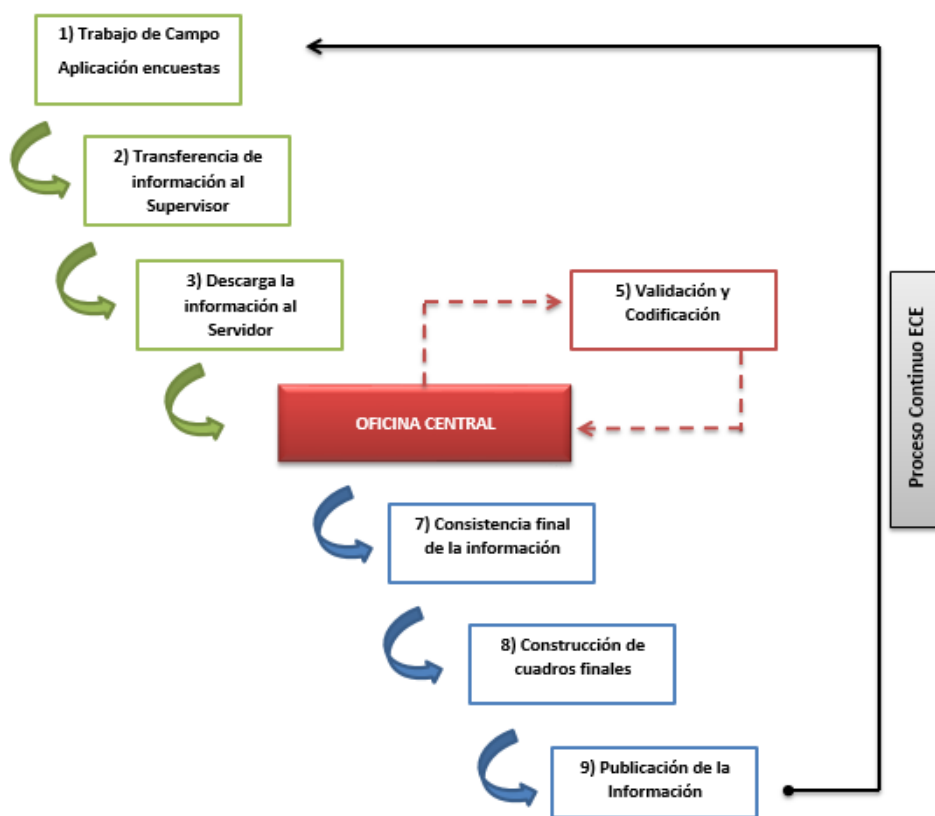 1) Trabajo de Campo
Aplicación encuestas
2) Transferencia de
información al
Supervisor
3) Descarga la
información al
Servidor
5) Validación y
Codificación
OFICINA CENTRAL
7) Consistencia final
de la información
8) Construcción de
cuadros finales
9) Publicación de la
Información
Proceso Continuo ECE